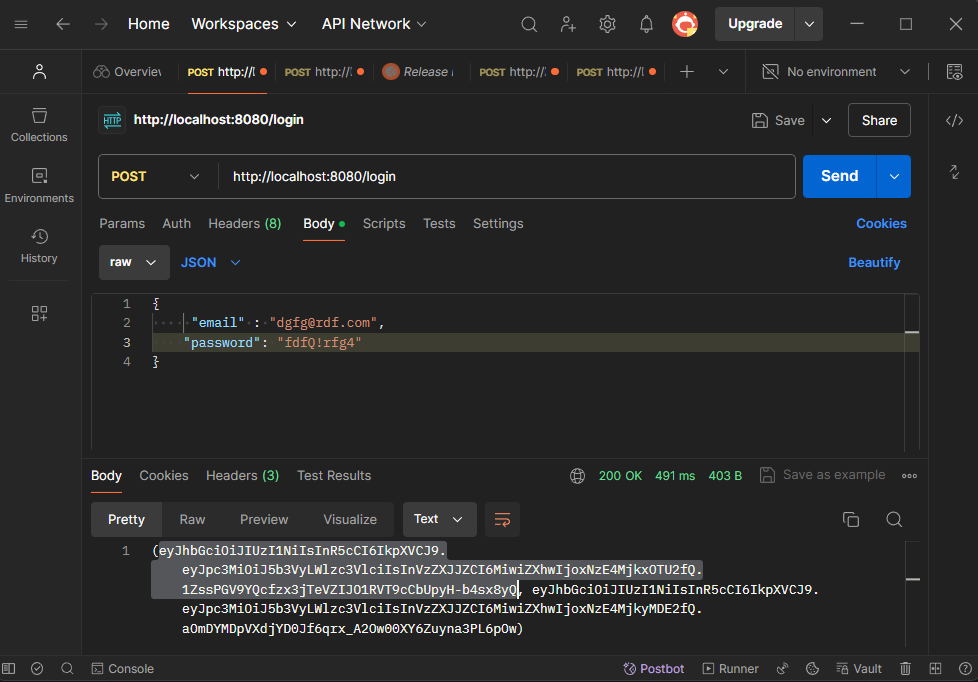 Home Workspaces API Network Upgrade
Overview POST http://l POST http://l Release POST http://l POST http://l No environment
Collections
Environments
History
HTTP http://localhost:8080/login Save Share
POST http://localhost:8080/login Send
Params Auth Headers (8) Body Scripts Tests Settings Cookies
raw JSON Beautify
1 {
2 "email" : "dgfg@rdf.com",
3 "password": "fdfQ!rfg4"
4 }
Body Cookies Headers (3) Test Results 200 OK 491 ms 403 B Save as example
Pretty Raw Preview Visualize Text
1 (eyJhbGciOiJIUzI1NiIsInR5cCI6IkpXVCJ9.
eyJpc3MiOiJ5b3VyLWlzc3VlciIsInVzZXJJZCI6MiwiZXhwIjoxNzE4MjkxOTU2fQ.
1ZssPGV9YQcfzx3jTeVZIJO1RVT9cCbUpyH-b4sx8yQ, eyJhbGciOiJIUzI1NiIsInR5cCI6IkpXVCJ9.
eyJpc3MiOiJ5b3VyLWlzc3VlciIsInVzZXJJZCI6MiwiZXhwIjoxNzE4MjkyMDE2fQ.
aOmDYMDpVXdjYD0Jf6qrx_A2Ow00XY6Zuyna3PL6pOw)
Console Postbot Runner Vault